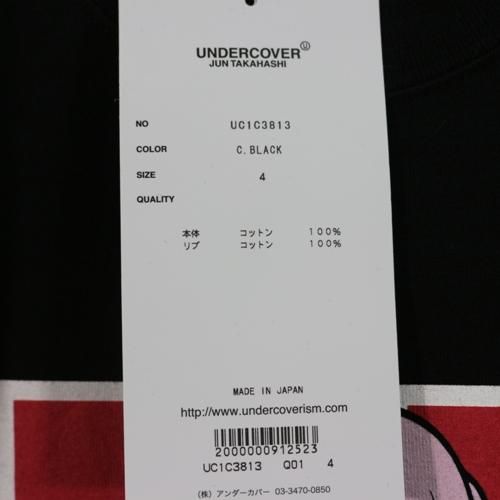 UNDERCOVER U
JUN TAKAHASHI
NO UC1C3813
COLOR C.BLACK
SIZE 4
QUALITY
本体 コットン 100%
リブ コットン 100%
MADE IN JAPAN
http://www.undercoverism.com
2000000912523
UC1C3813 Q01 4
(株) アンダーカバー 03-3470-0850